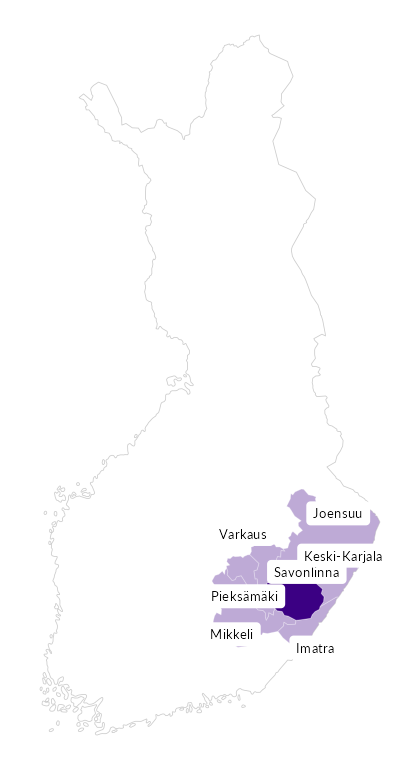 Joensuu
Varkaus
Keski-Karjala
Savonlinna
Pieksämäki
Mikkeli
Imatra